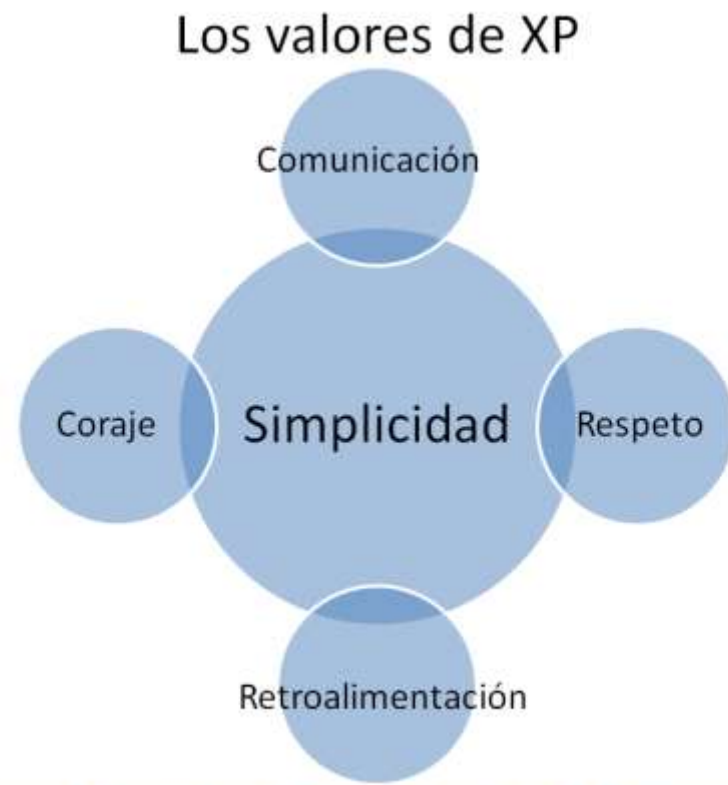 Los valores de XP
Comunicación
Coraje
Simplicidad
Respeto
Retroalimentación